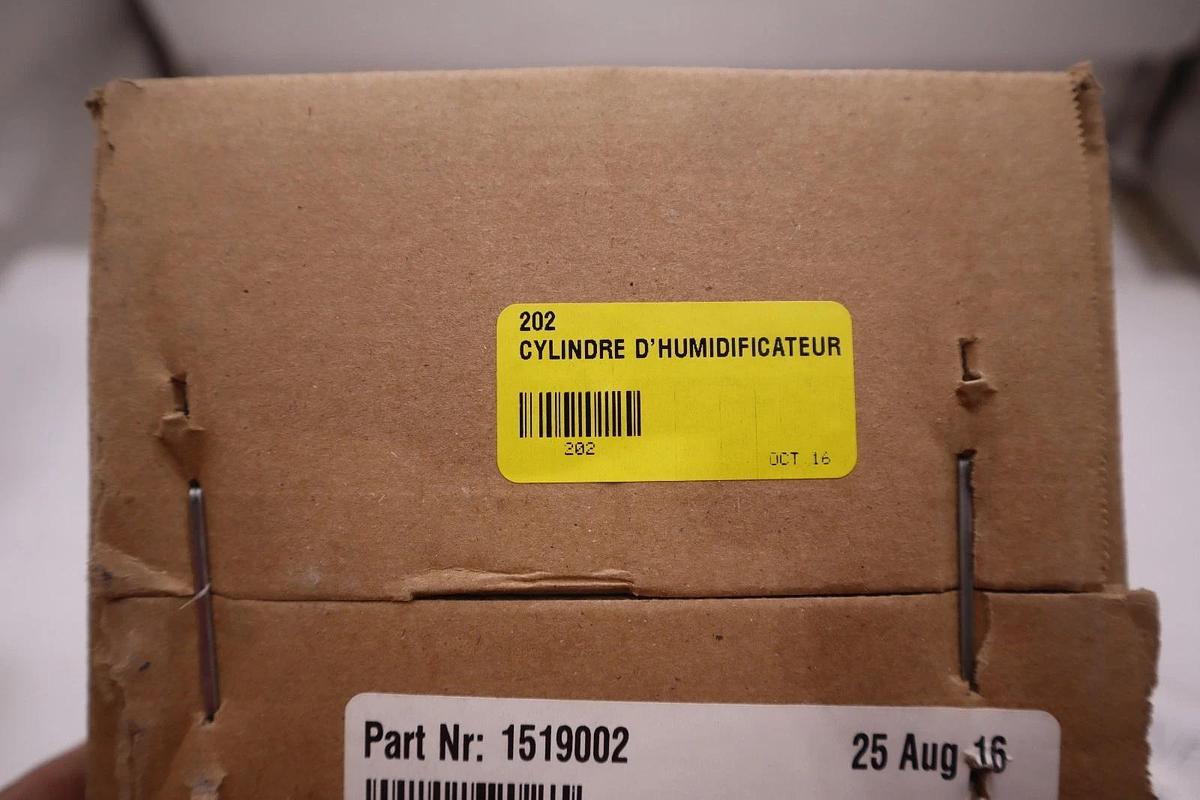 202
CYLINDRE D'HUMIDIFICATEUR
202
OCT 16
Part Nr: 1519002
25 Aug 16